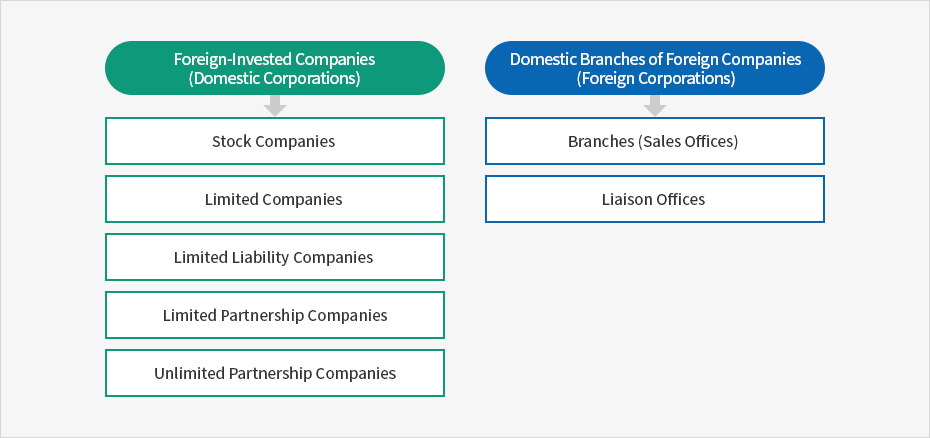 Foreign-Invested Companies
(Domestic Corporations)
Stock Companies
Limited Companies
Limited Liability Companies
Limited Partnership Companies
Unlimited Partnership Companies
Domestic Branches of Foreign Companies
(Foreign Corporations)
Branches (Sales Offices)
Liaison Offices